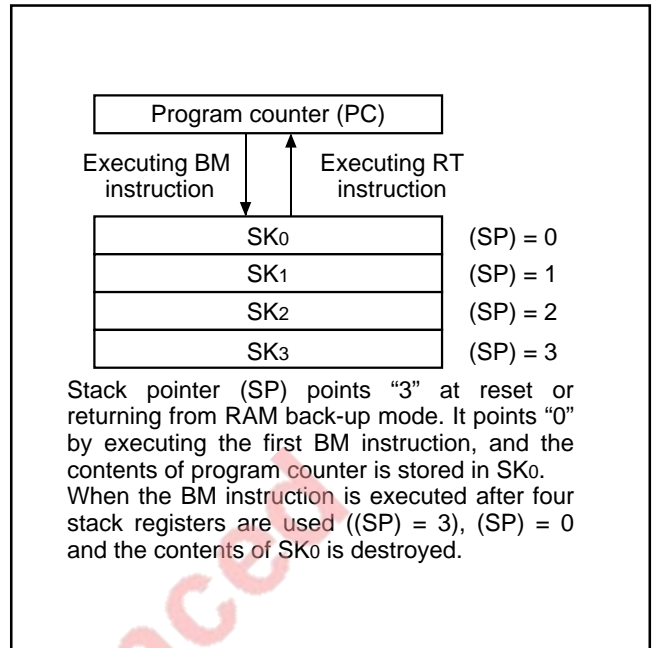 Program counter (PC)
Executing BM
instruction
Executing RT
instruction
SK0 (SP) = 0
SK1 (SP) = 1
SK2 (SP) = 2
SK3 (SP) = 3
Stack pointer (SP) points “3” at reset or
returning from RAM back-up mode. It points “0”
by executing the first BM instruction, and the
contents of program counter is stored in SK0.
When the BM instruction is executed after four
stack registers are used ((SP) = 3), (SP) = 0
and the contents of SK0 is destroyed.
nced